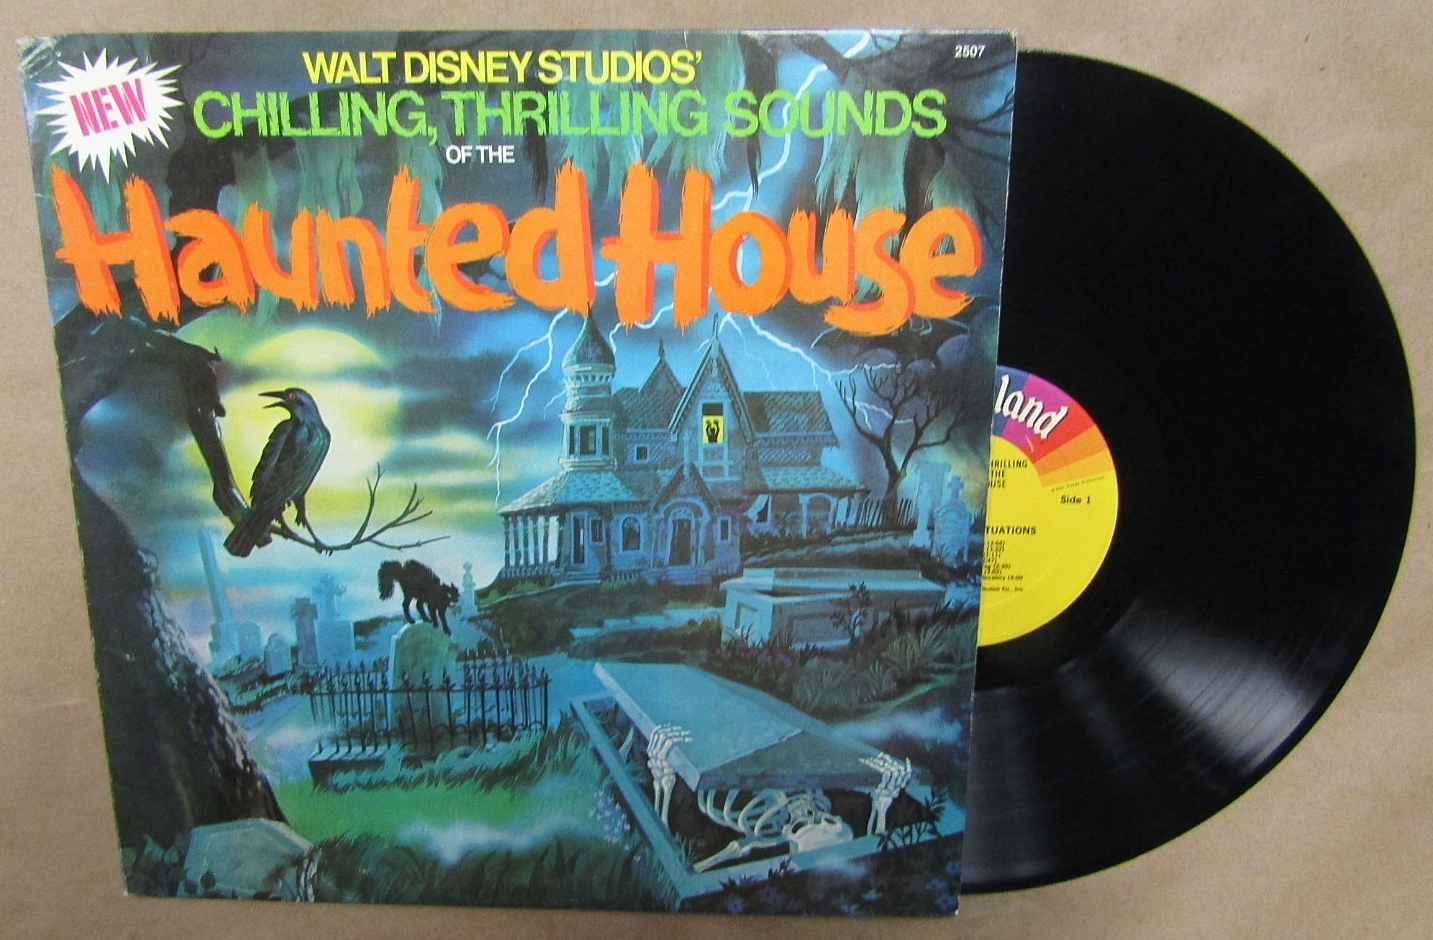 2507
NEW
WALT DISNEY STUDIOS'
CHILLING, THRILLING SOUNDS
OF THE
Haunted House
land
HRILLING
THE
OUSE
Side 1
TUATIONS